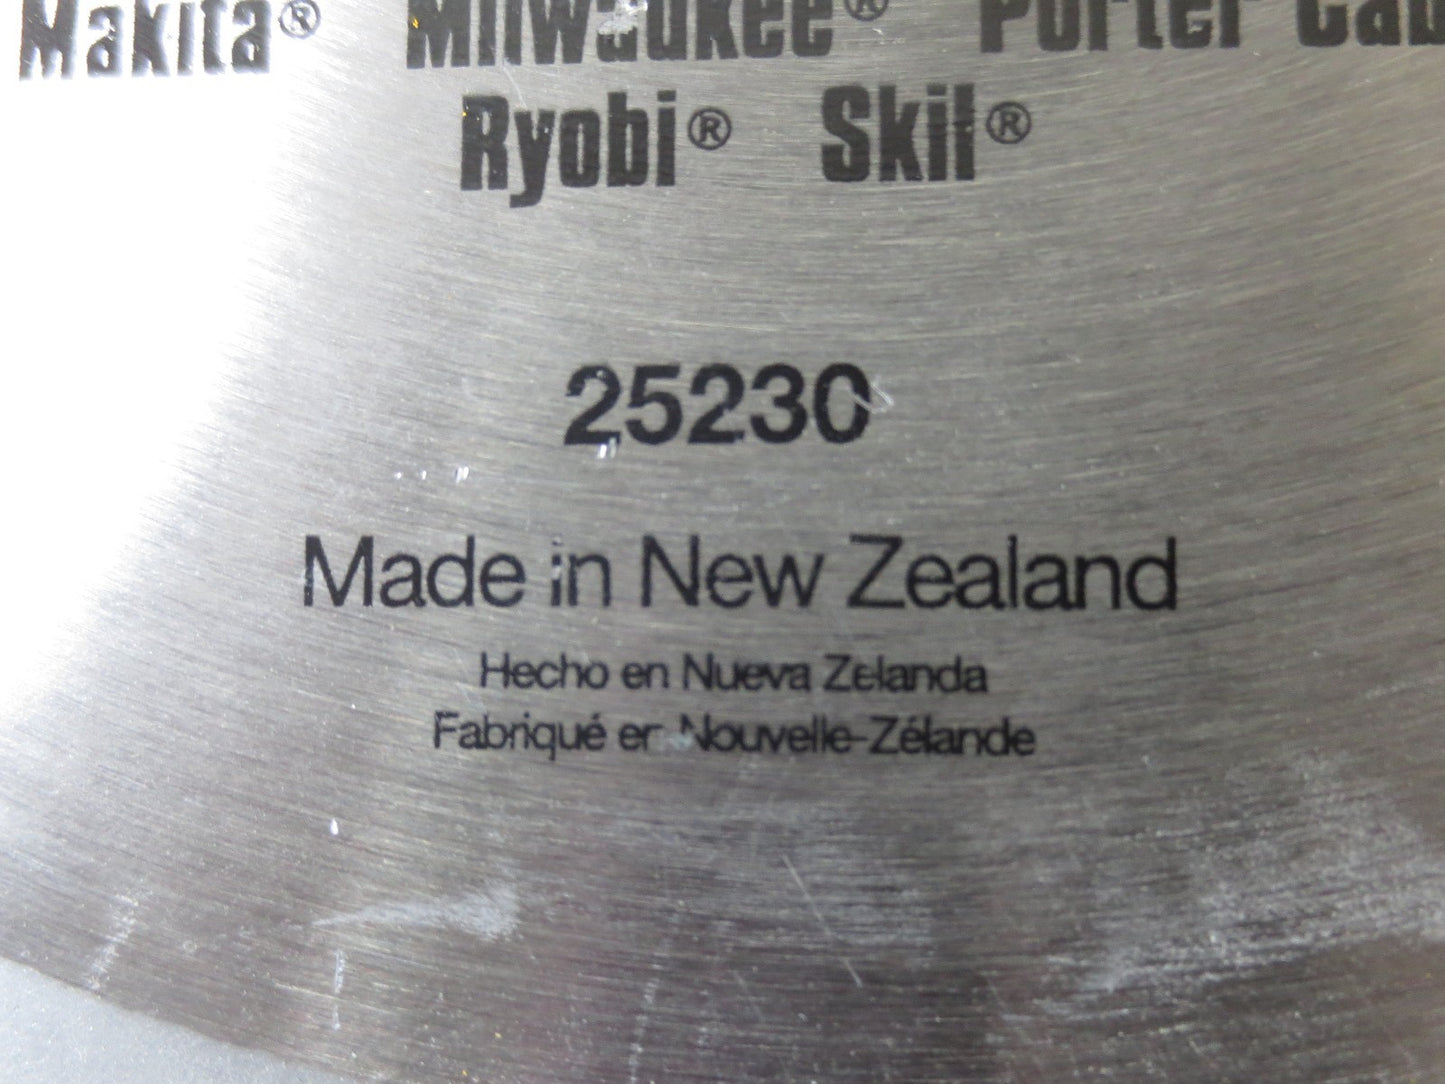 Makita® Milwaukee® Porter
Ryobi® Skil®
25230
Made in New Zealand
Hecho en Nueva Zelanda
Fabriqué en Nouvelle-Zélande